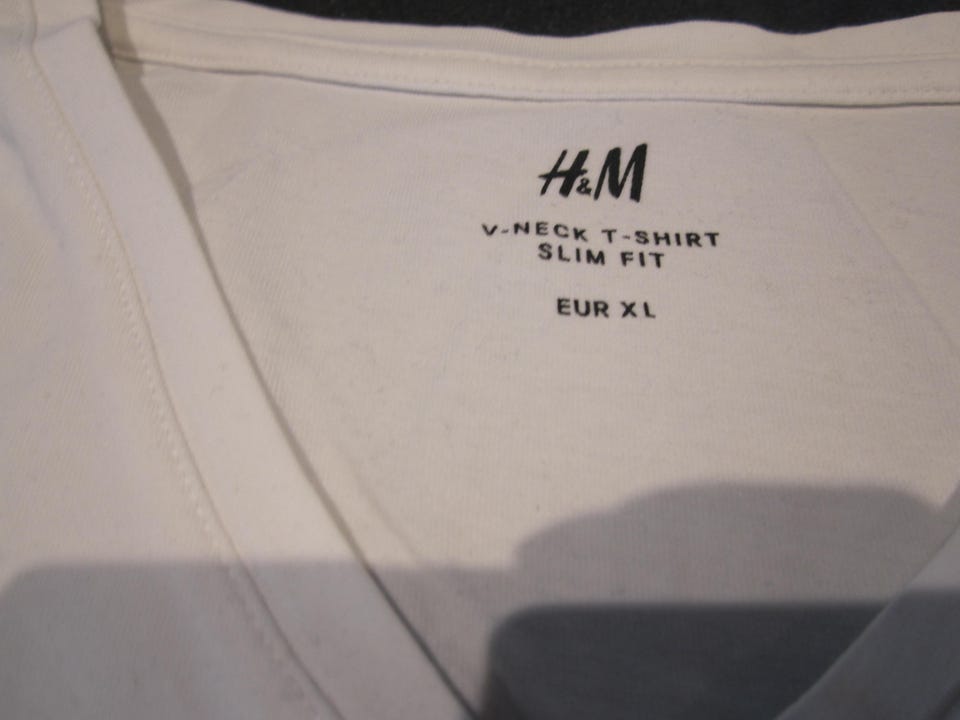 H&M
V-NECK T-SHIRT
SLIM FIT
EUR XL